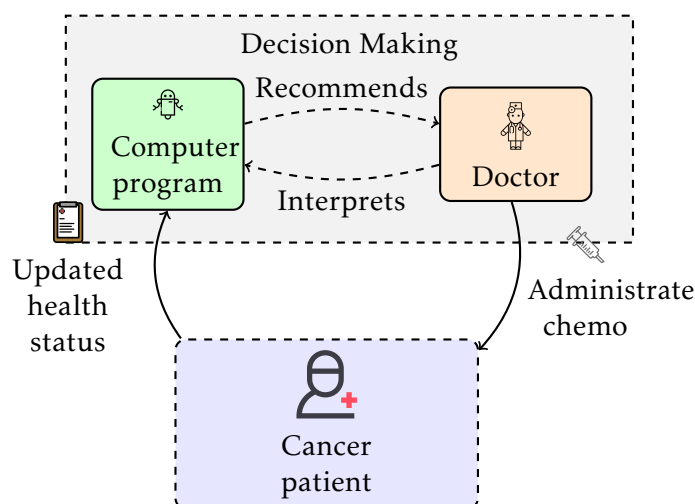 Decision Making
Recommends
Computer
program
Doctor
Interprets
Updated
health
status
Administrate
chemo
Cancer
patient